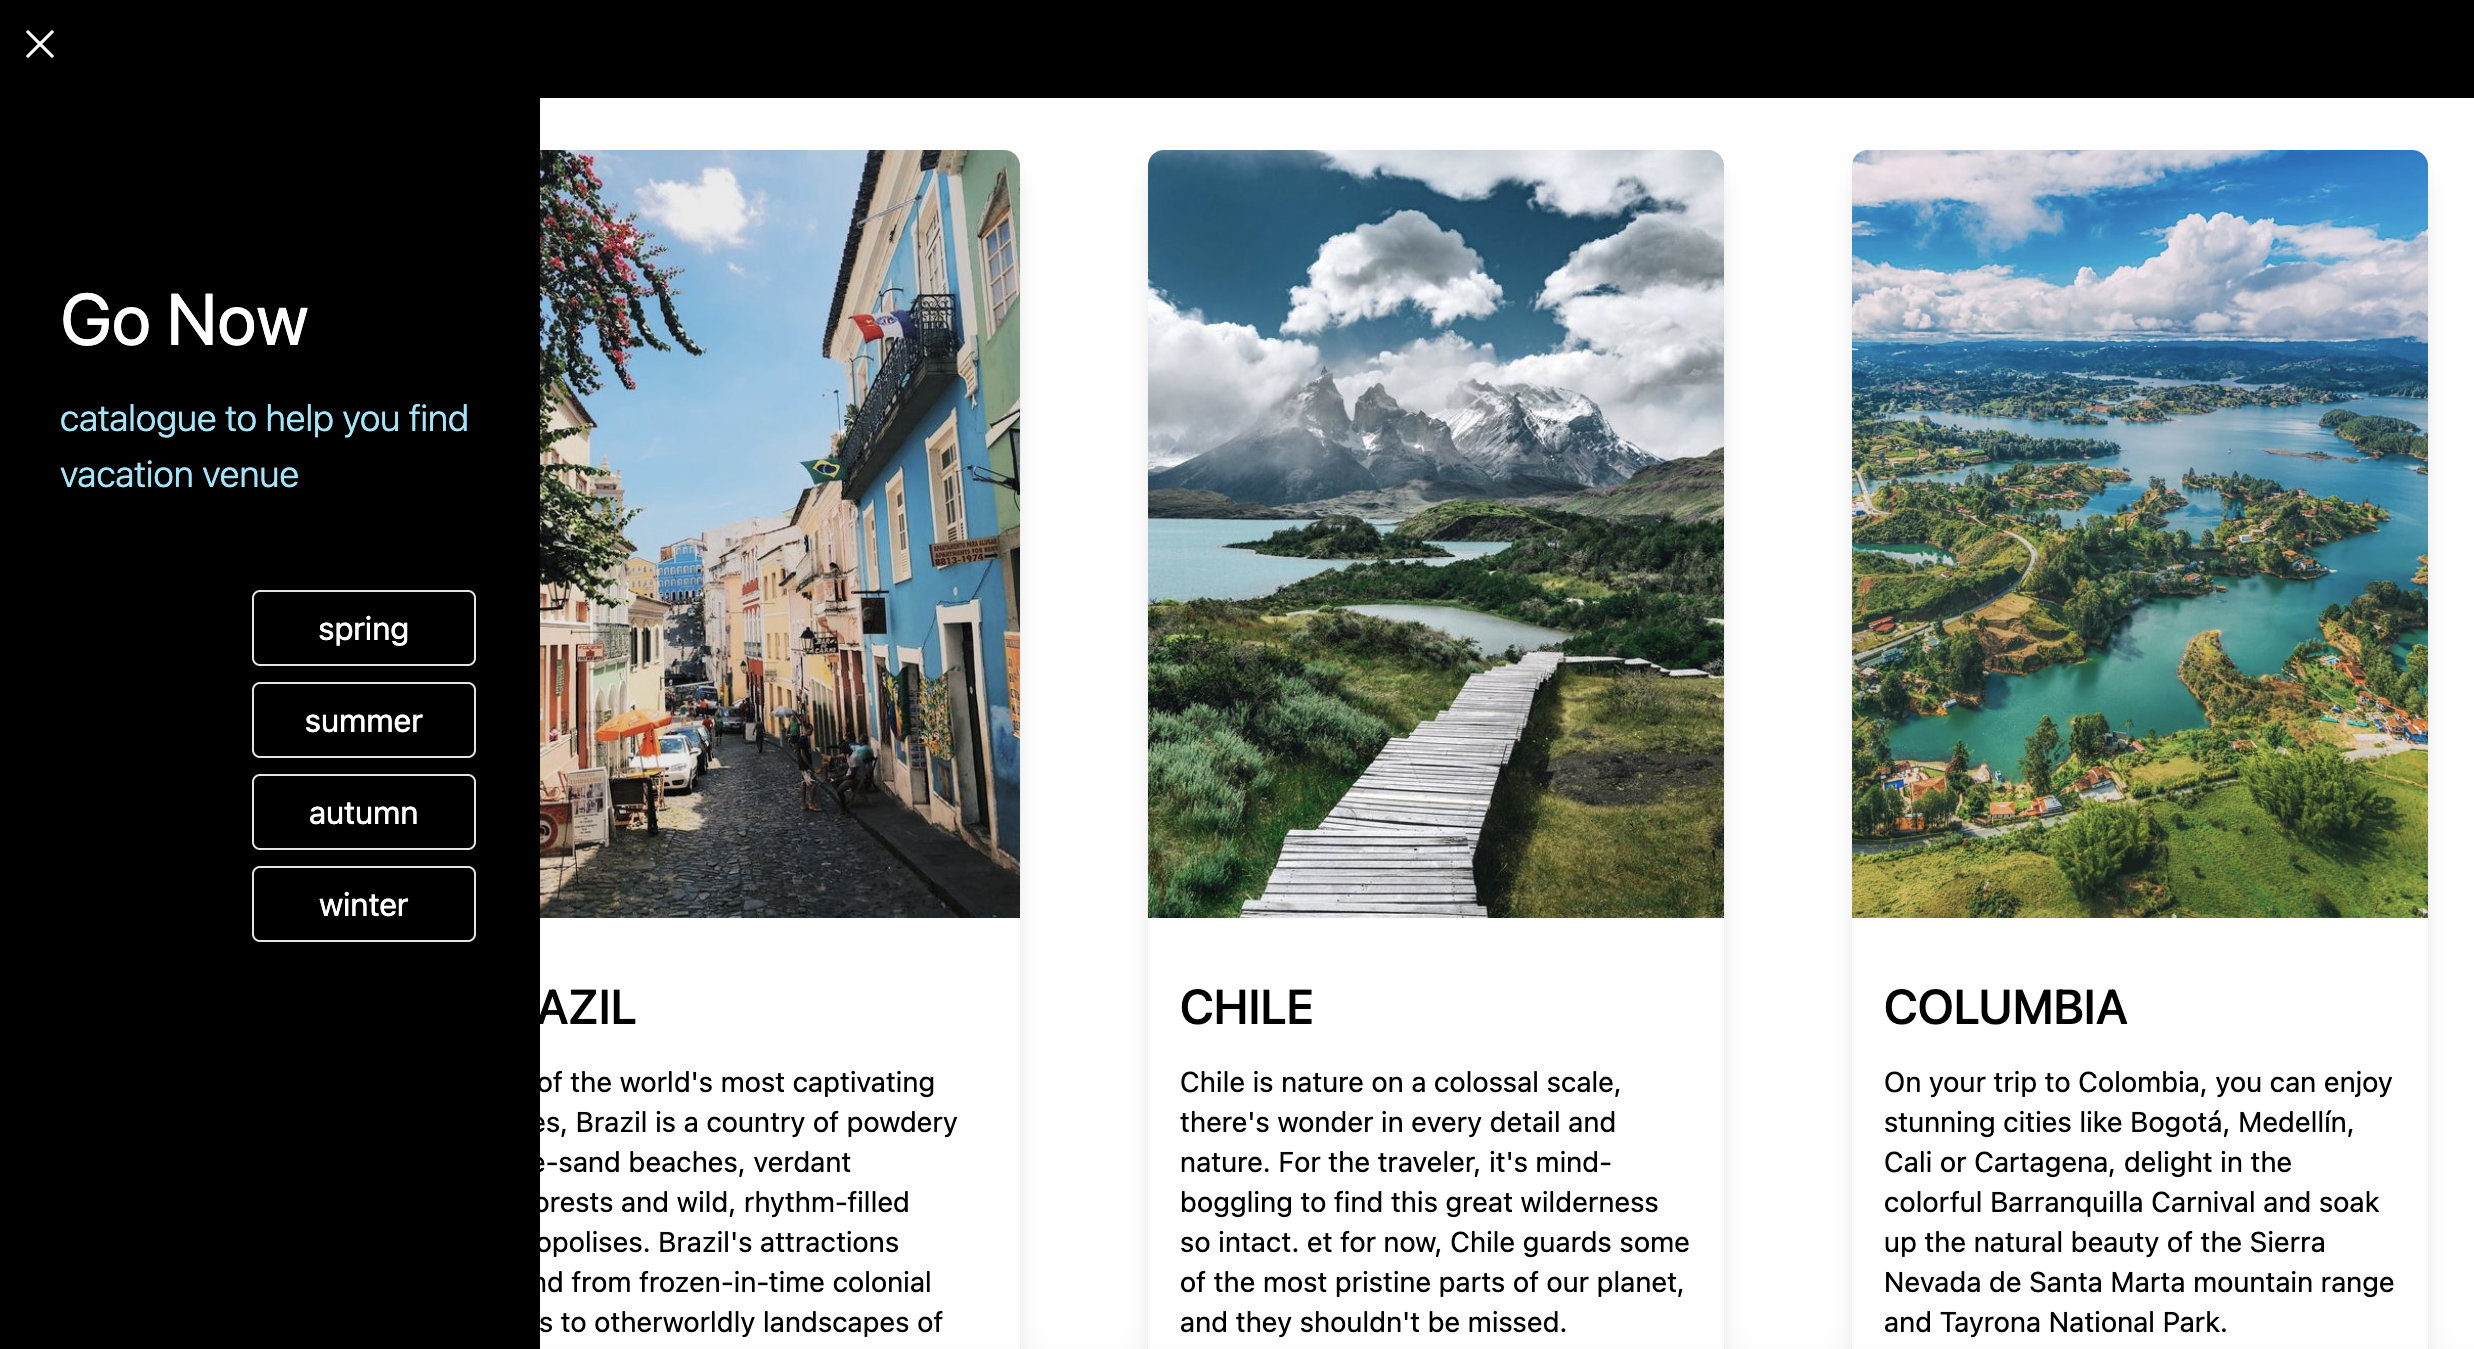 Go Now
catalogue to help you find
vacation venue
spring
summer
autumn
winter
8813-1974
AZIL
of the world's most captivating
es, Brazil is a country of powdery
e-sand beaches, verdant
orests and wild, rhythm-filled
opolises. Brazil's attractions
nd from frozen-in-time colonial
s to otherworldly landscapes of
CHILE
Chile is nature on a colossal scale,
there's wonder in every detail and
nature. For the traveler, it's mind-
boggling to find this great wilderness
so intact. et for now, Chile guards some
of the most pristine parts of our planet,
and they shouldn't be missed.
COLUMBIA
On your trip to Colombia, you can enjoy
stunning cities like Bogotá, Medellín,
Cali or Cartagena, delight in the
colorful Barranquilla Carnival and soak
up the natural beauty of the Sierra
Nevada de Santa Marta mountain range
and Tayrona National Park.